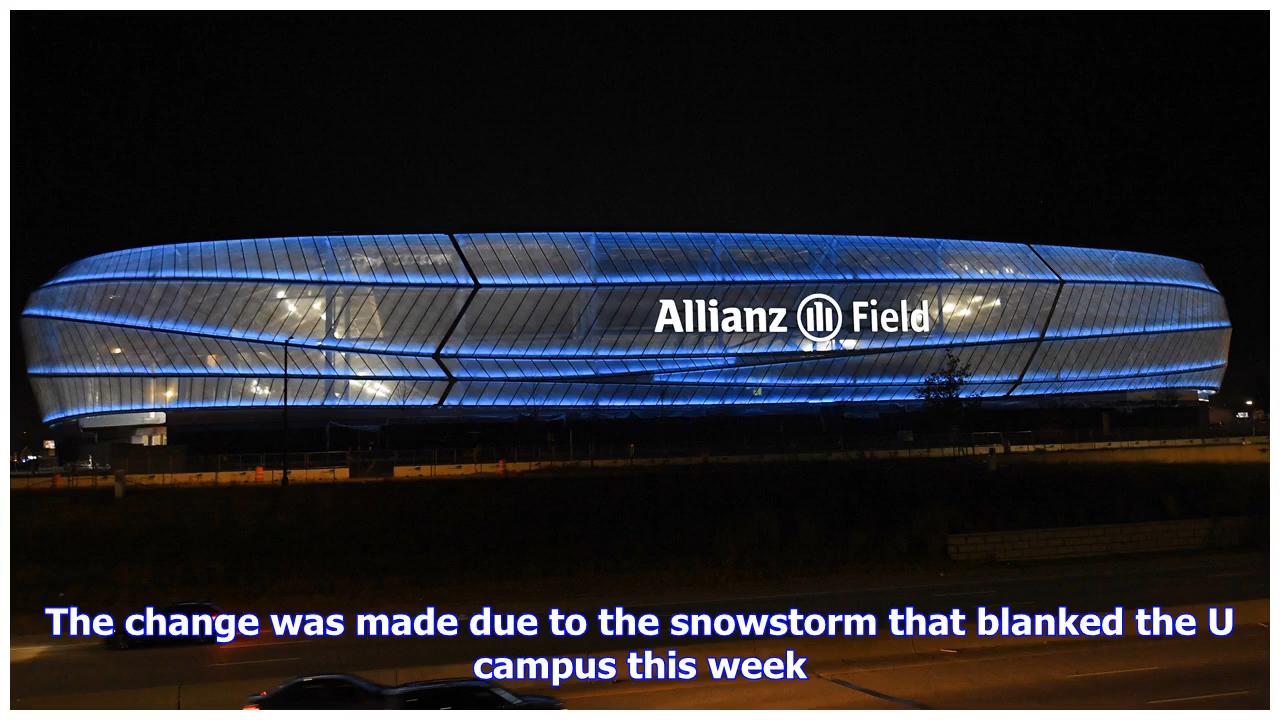 Allianz Field
The change was made due to the snowstorm that blanked the U
campus this week